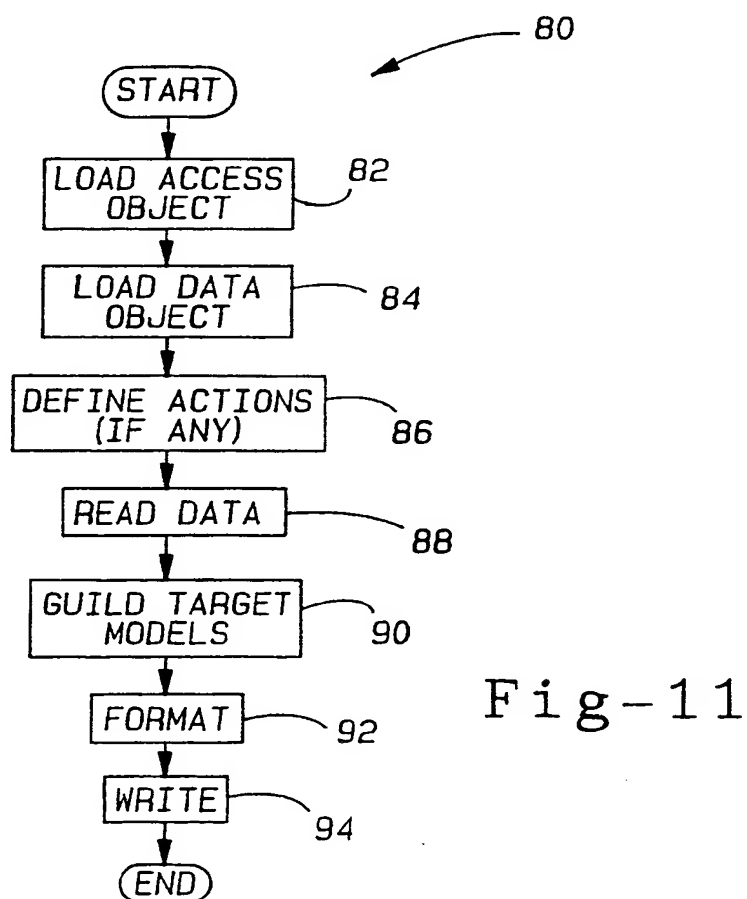 80
START
LOAD ACCESS
OBJECT
82
LOAD DATA
OBJECT
84
DEFINE ACTIONS
(IF ANY)
86
READ DATA
88
GUILD TARGET
MODELS
90
FORMAT
92
WRITE
94
END
Fig-11